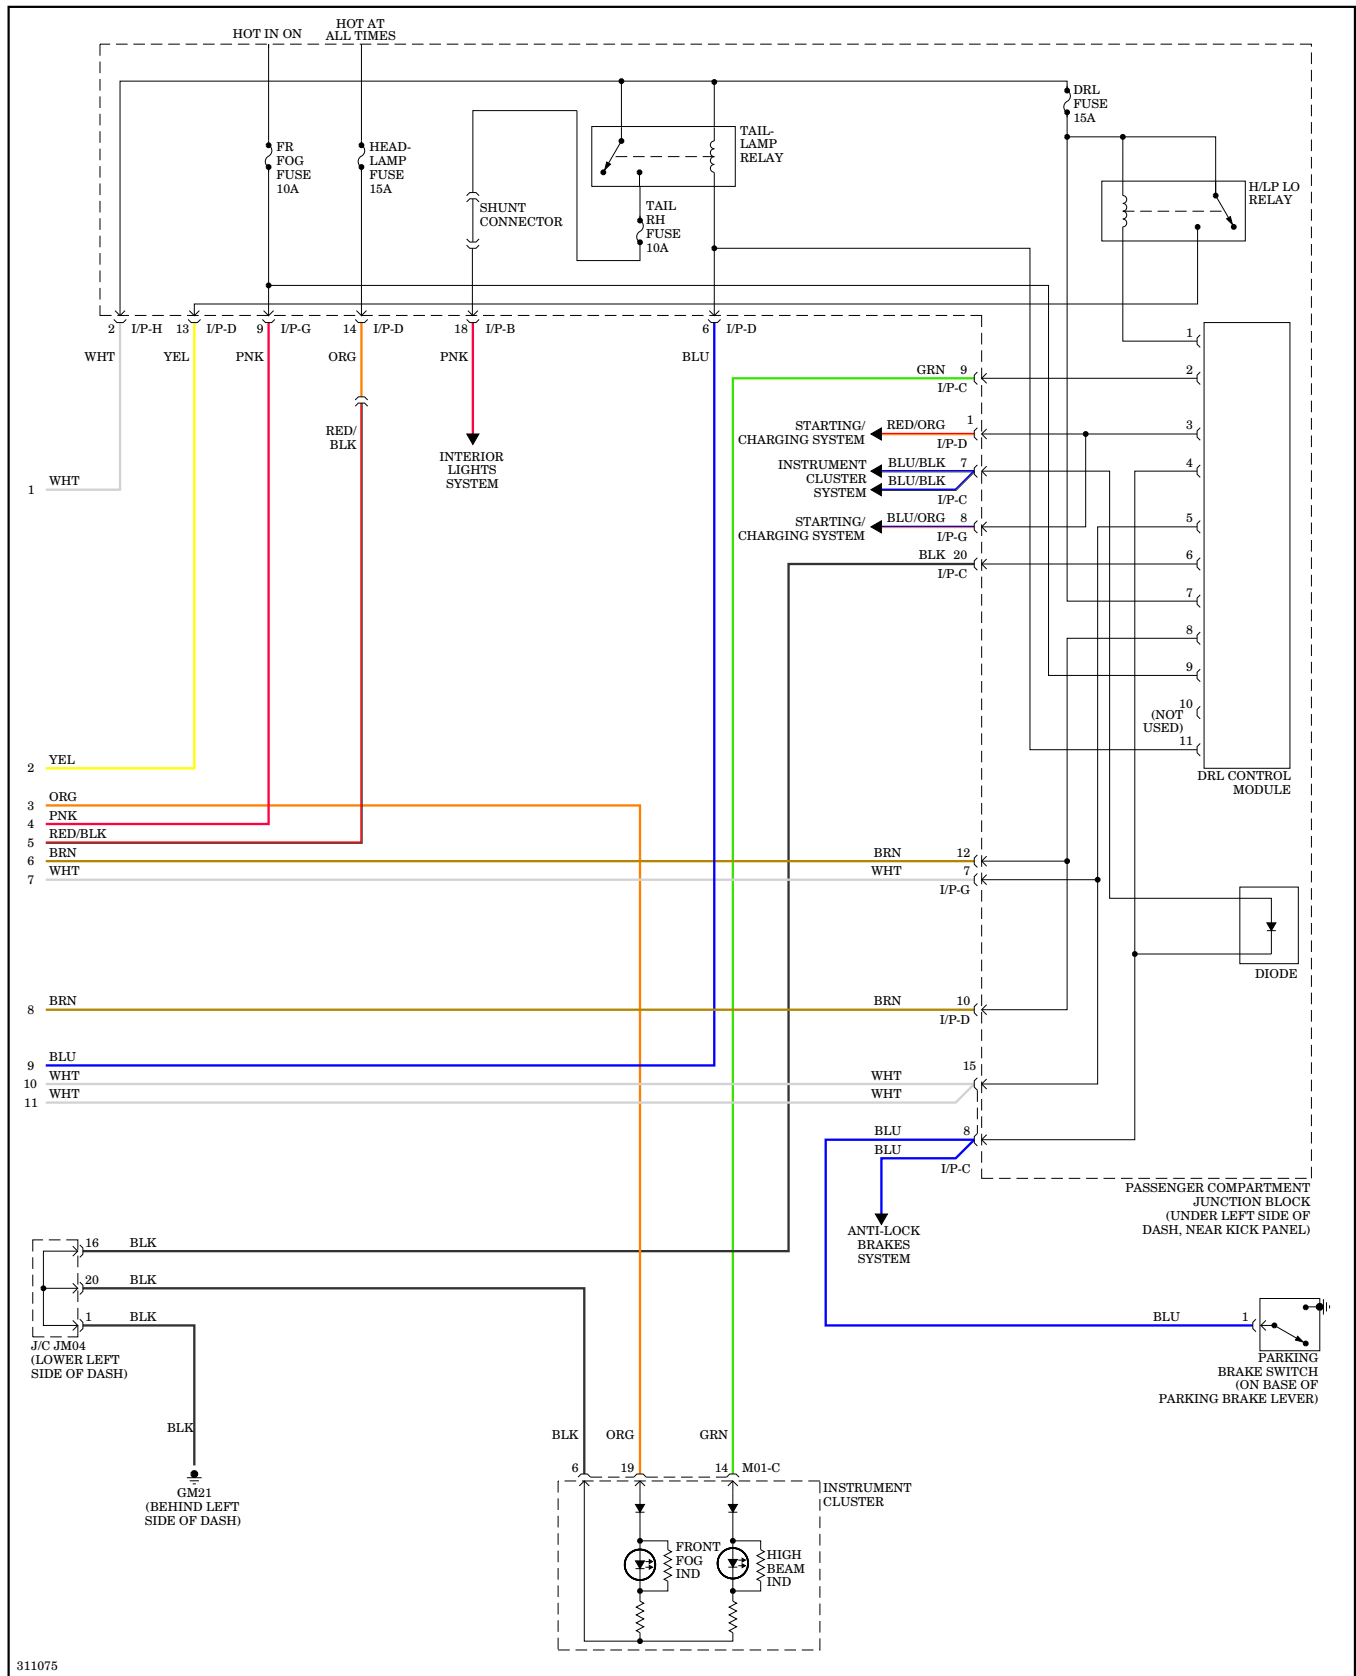 HOT IN ON
HOT AT
ALL TIMES
FR
FOG
FUSE
10A
HEAD-
LAMP
FUSE
15A
SHUNT
CONNECTOR
TAIL
RH
FUSE
10A
TAIL-
LAMP
RELAY
DRL
FUSE
15A
H/LP LO
RELAY
2 I/P-H
13 I/P-D
9 I/P-G
14 I/P-D
18 I/P-B
6 I/P-D
WHT
YEL
PNK
ORG
PNK
BLU
RED/
BLK
INTERIOR
LIGHTS
SYSTEM
GRN 9
I/P-C
STARTING/
CHARGING SYSTEM
RED/ORG 1
I/P-D
INSTRUMENT
CLUSTER
SYSTEM
BLU/BLK 7
BLU/BLK
I/P-C
STARTING/
CHARGING SYSTEM
BLU/ORG 8
I/P-G
BLK 20
I/P-C
1
2
3
4
5
6
7
8
9
10
(NOT
USED)
11
DRL CONTROL
MODULE
1 WHT
2 YEL
3 ORG
4 PNK
5 RED/BLK
6 BRN
7 WHT
BRN 12
WHT 7
I/P-G
DIODE
8 BRN
BRN 10
I/P-D
9 BLU
10 WHT
11 WHT
15
WHT
WHT
BLU 8
BLU
I/P-C
ANTI-LOCK
BRAKES
SYSTEM
PASSENGER COMPARTMENT
JUNCTION BLOCK
(UNDER LEFT SIDE OF
DASH, NEAR KICK PANEL)
16 BLK
20 BLK
1 BLK
J/C JM04
(LOWER LEFT
SIDE OF DASH)
BLU 1
PARKING
BRAKE SWITCH
(ON BASE OF
PARKING BRAKE LEVER)
BLK
GM21
(BEHIND LEFT
SIDE OF DASH)
BLK
ORG
GRN
6
19
14 M01-C
INSTRUMENT
CLUSTER
FRONT
FOG
IND
HIGH
BEAM
IND
311075